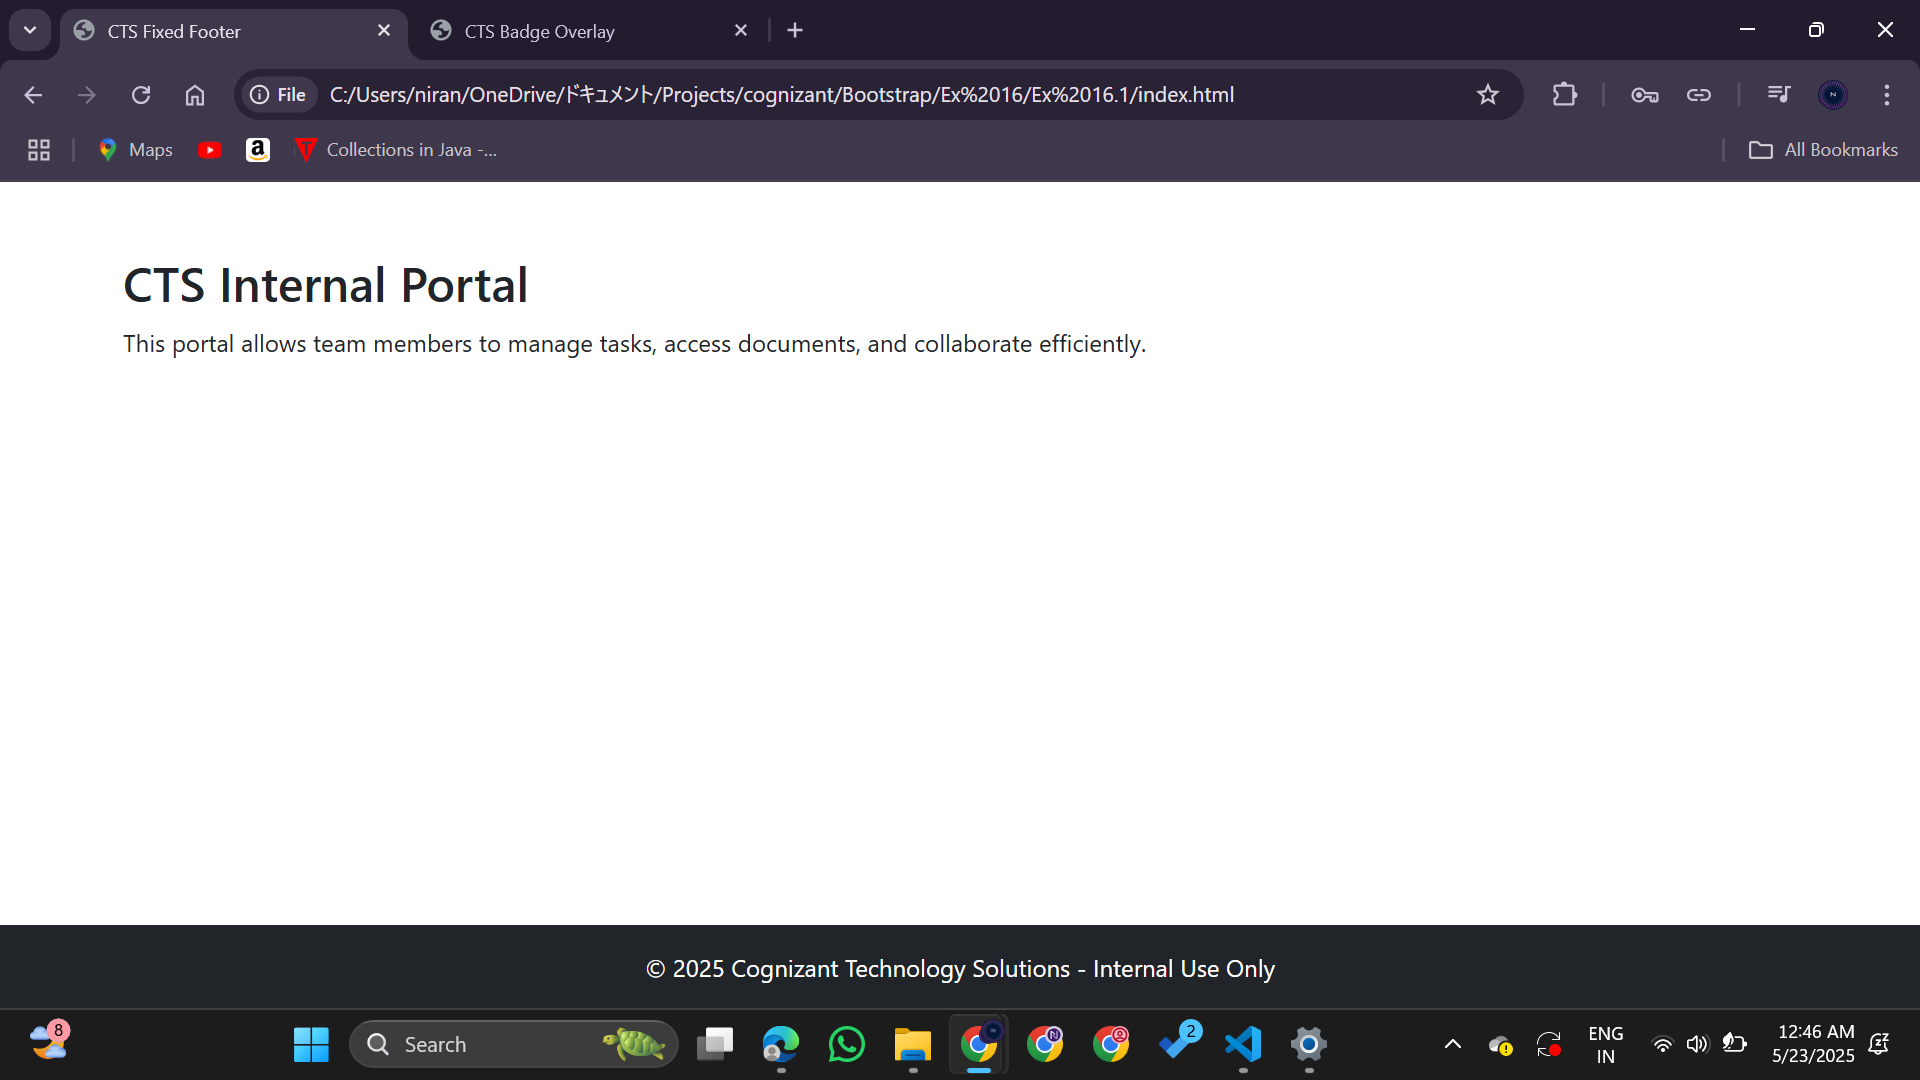 CTS Fixed Footer
CTS Badge Overlay
File
C:/Users/niran/OneDrive/ドキュメント/Projects/cognizant/Bootstrap/Ex%2016/Ex%2016.1/index.html
Maps
Collections in Java -...
All Bookmarks
CTS Internal Portal
This portal allows team members to manage tasks, access documents, and collaborate efficiently.
© 2025 Cognizant Technology Solutions - Internal Use Only
8
Search
2
ENG
IN
12:46 AM
5/23/2025